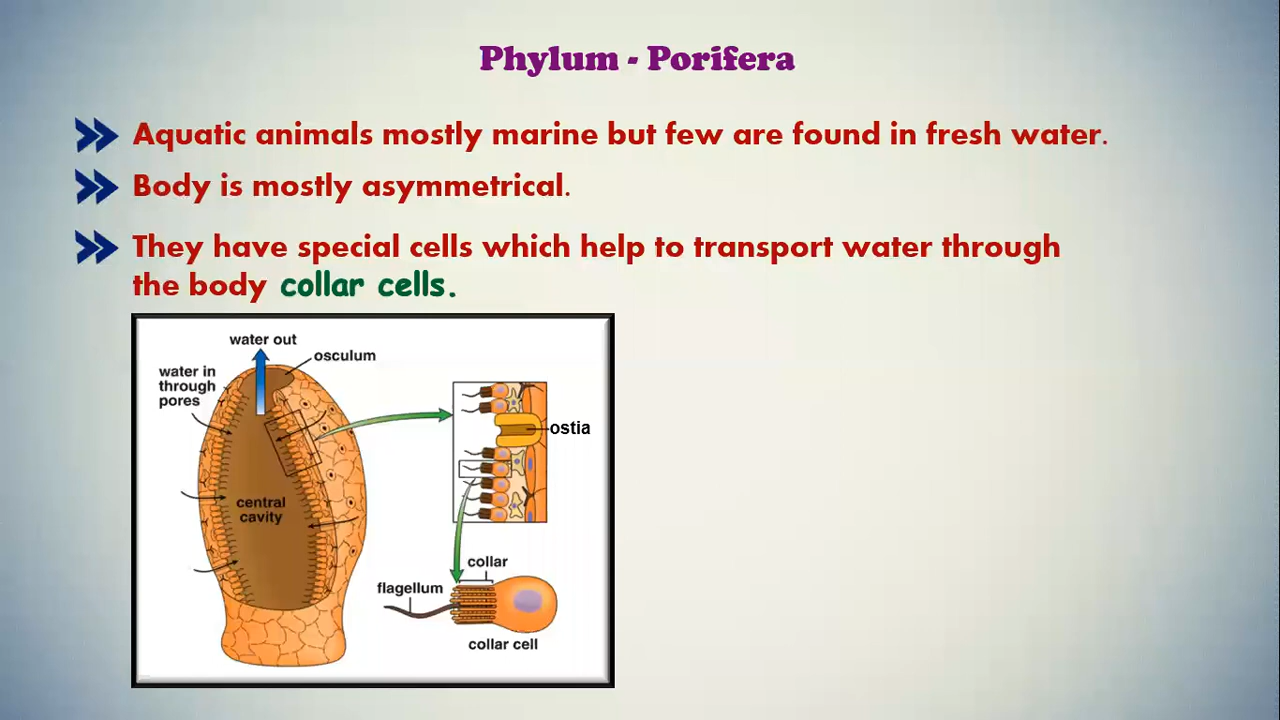 Phylum - Porifera
Aquatic animals mostly marine but few are found in fresh water.
Body is mostly asymmetrical.
They have special cells which help to transport water through
the body collar cells.
water out
osculum
water in
through
pores
ostia
central
cavity
collar
flagellum
collar cell